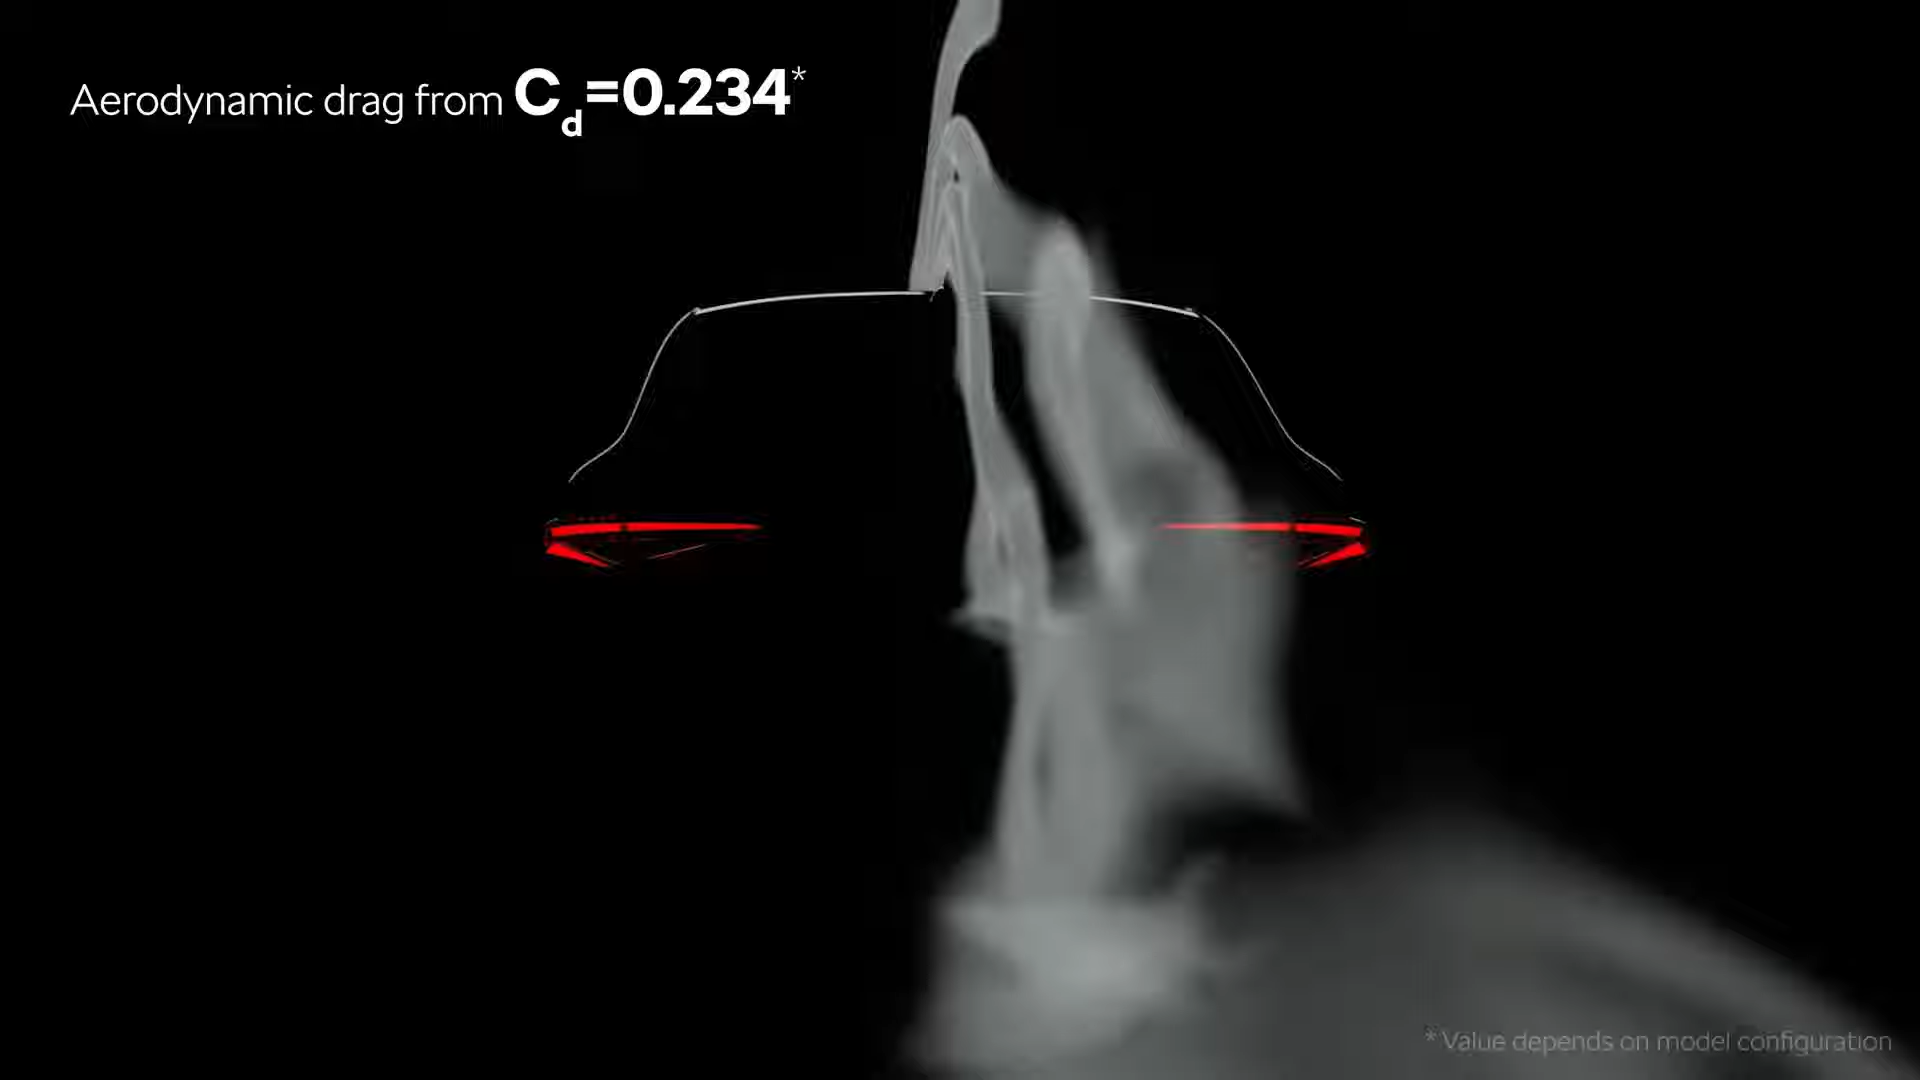 Aerodynamic drag from Cd=0.234*
*Value depends on model configuration